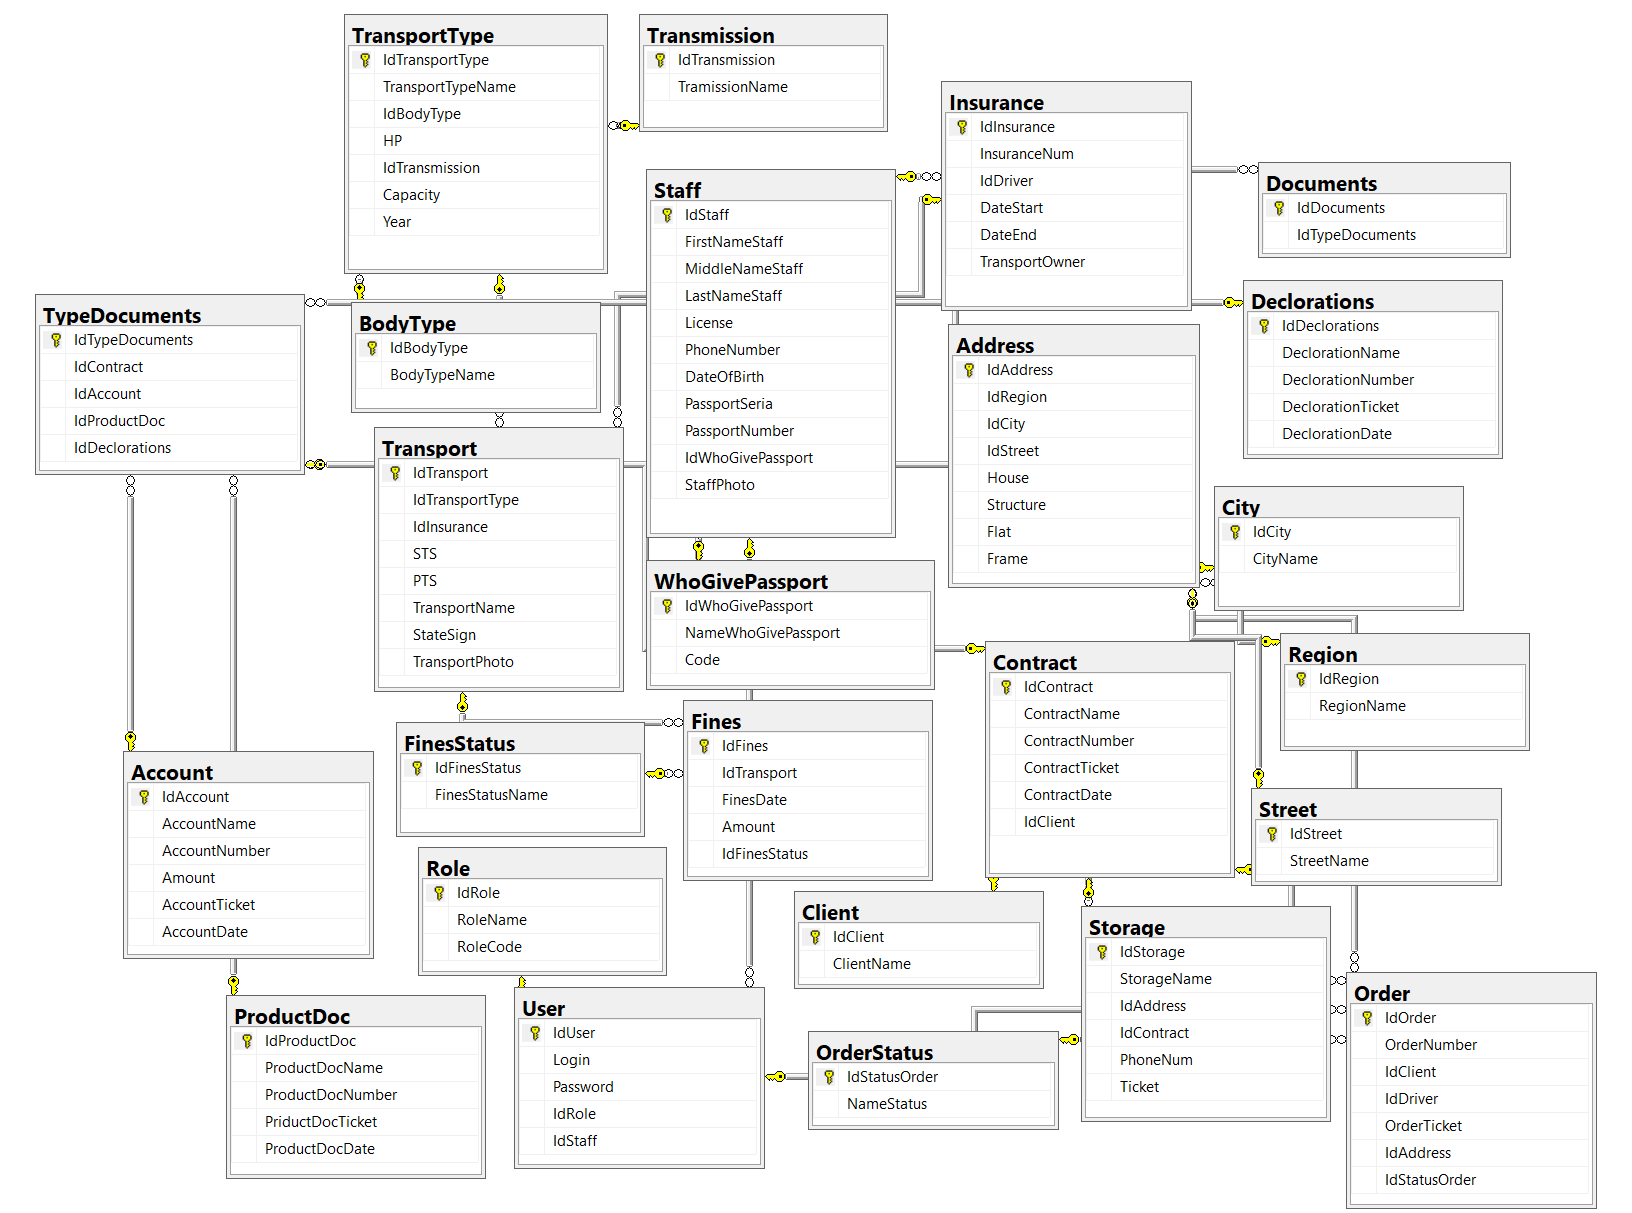 TransportType
IdTransportType
TransportTypeName
IdBodyType
HP
IdTransmission
Capacity
Year
Transmission
IdTransmission
TramissionName
Insurance
IdInsurance
InsuranceNum
IdDriver
DateStart
DateEnd
TransportOwner
Documents
IdDocuments
IdTypeDocuments
Staff
IdStaff
FirstNameStaff
MiddleNameStaff
LastNameStaff
License
PhoneNumber
DateOfBirth
PassportSeria
PassportNumber
IdWhoGivePassport
StaffPhoto
TypeDocuments
IdTypeDocuments
IdContract
IdAccount
IdProductDoc
IdDeclorations
BodyType
IdBodyType
BodyTypeName
Declorations
IdDeclorations
DeclorationName
DeclorationNumber
DeclorationTicket
DeclorationDate
Address
IdAddress
IdRegion
IdCity
IdStreet
House
Structure
Flat
Frame
Transport
IdTransport
IdTransportType
IdInsurance
STS
PTS
TransportName
StateSign
TransportPhoto
City
IdCity
CityName
WhoGivePassport
IdWhoGivePassport
NameWhoGivePassport
Code
Contract
IdContract
ContractName
ContractNumber
ContractTicket
ContractDate
IdClient
Region
IdRegion
RegionName
FinesStatus
IdFinesStatus
FinesStatusName
Fines
IdFines
IdTransport
FinesDate
Amount
IdFinesStatus
Account
IdAccount
AccountName
AccountNumber
Amount
AccountTicket
AccountDate
Street
IdStreet
StreetName
Role
IdRole
RoleName
RoleCode
Client
IdClient
ClientName
Storage
IdStorage
StorageName
IdAddress
IdContract
PhoneNum
Ticket
Order
IdOrder
OrderNumber
IdClient
IdDriver
OrderTicket
IdAddress
IdStatusOrder
ProductDoc
IdProductDoc
ProductDocName
ProductDocNumber
PriductDocTicket
ProductDocDate
User
IdUser
Login
Password
IdRole
IdStaff
OrderStatus
IdStatusOrder
NameStatus